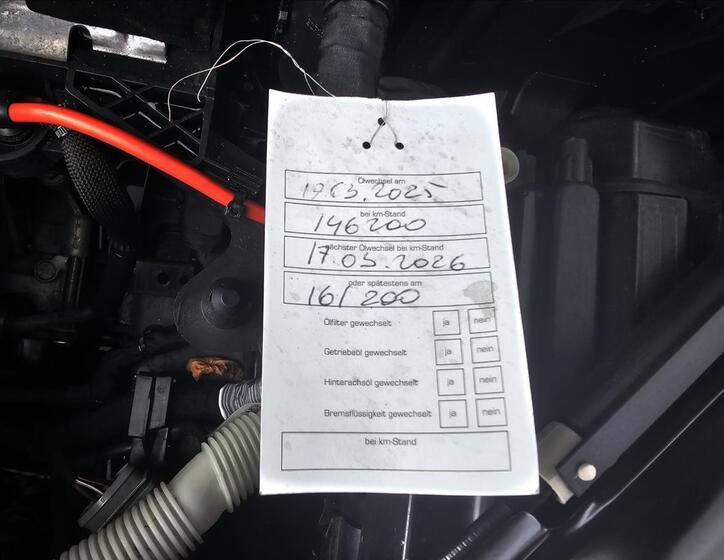 Ölwechsel am
17.03.2025
bei km-Stand
146200
nächster Ölwechsel bei km-Stand
17.03.2026
oder spätestens am
161200
Ölfilter gewechselt ja nein
Getriebeöl gewechselt ja nein
Hinterachsöl gewechselt ja nein
Bremsflüssigkeit gewechselt ja nein
bei km-Stand